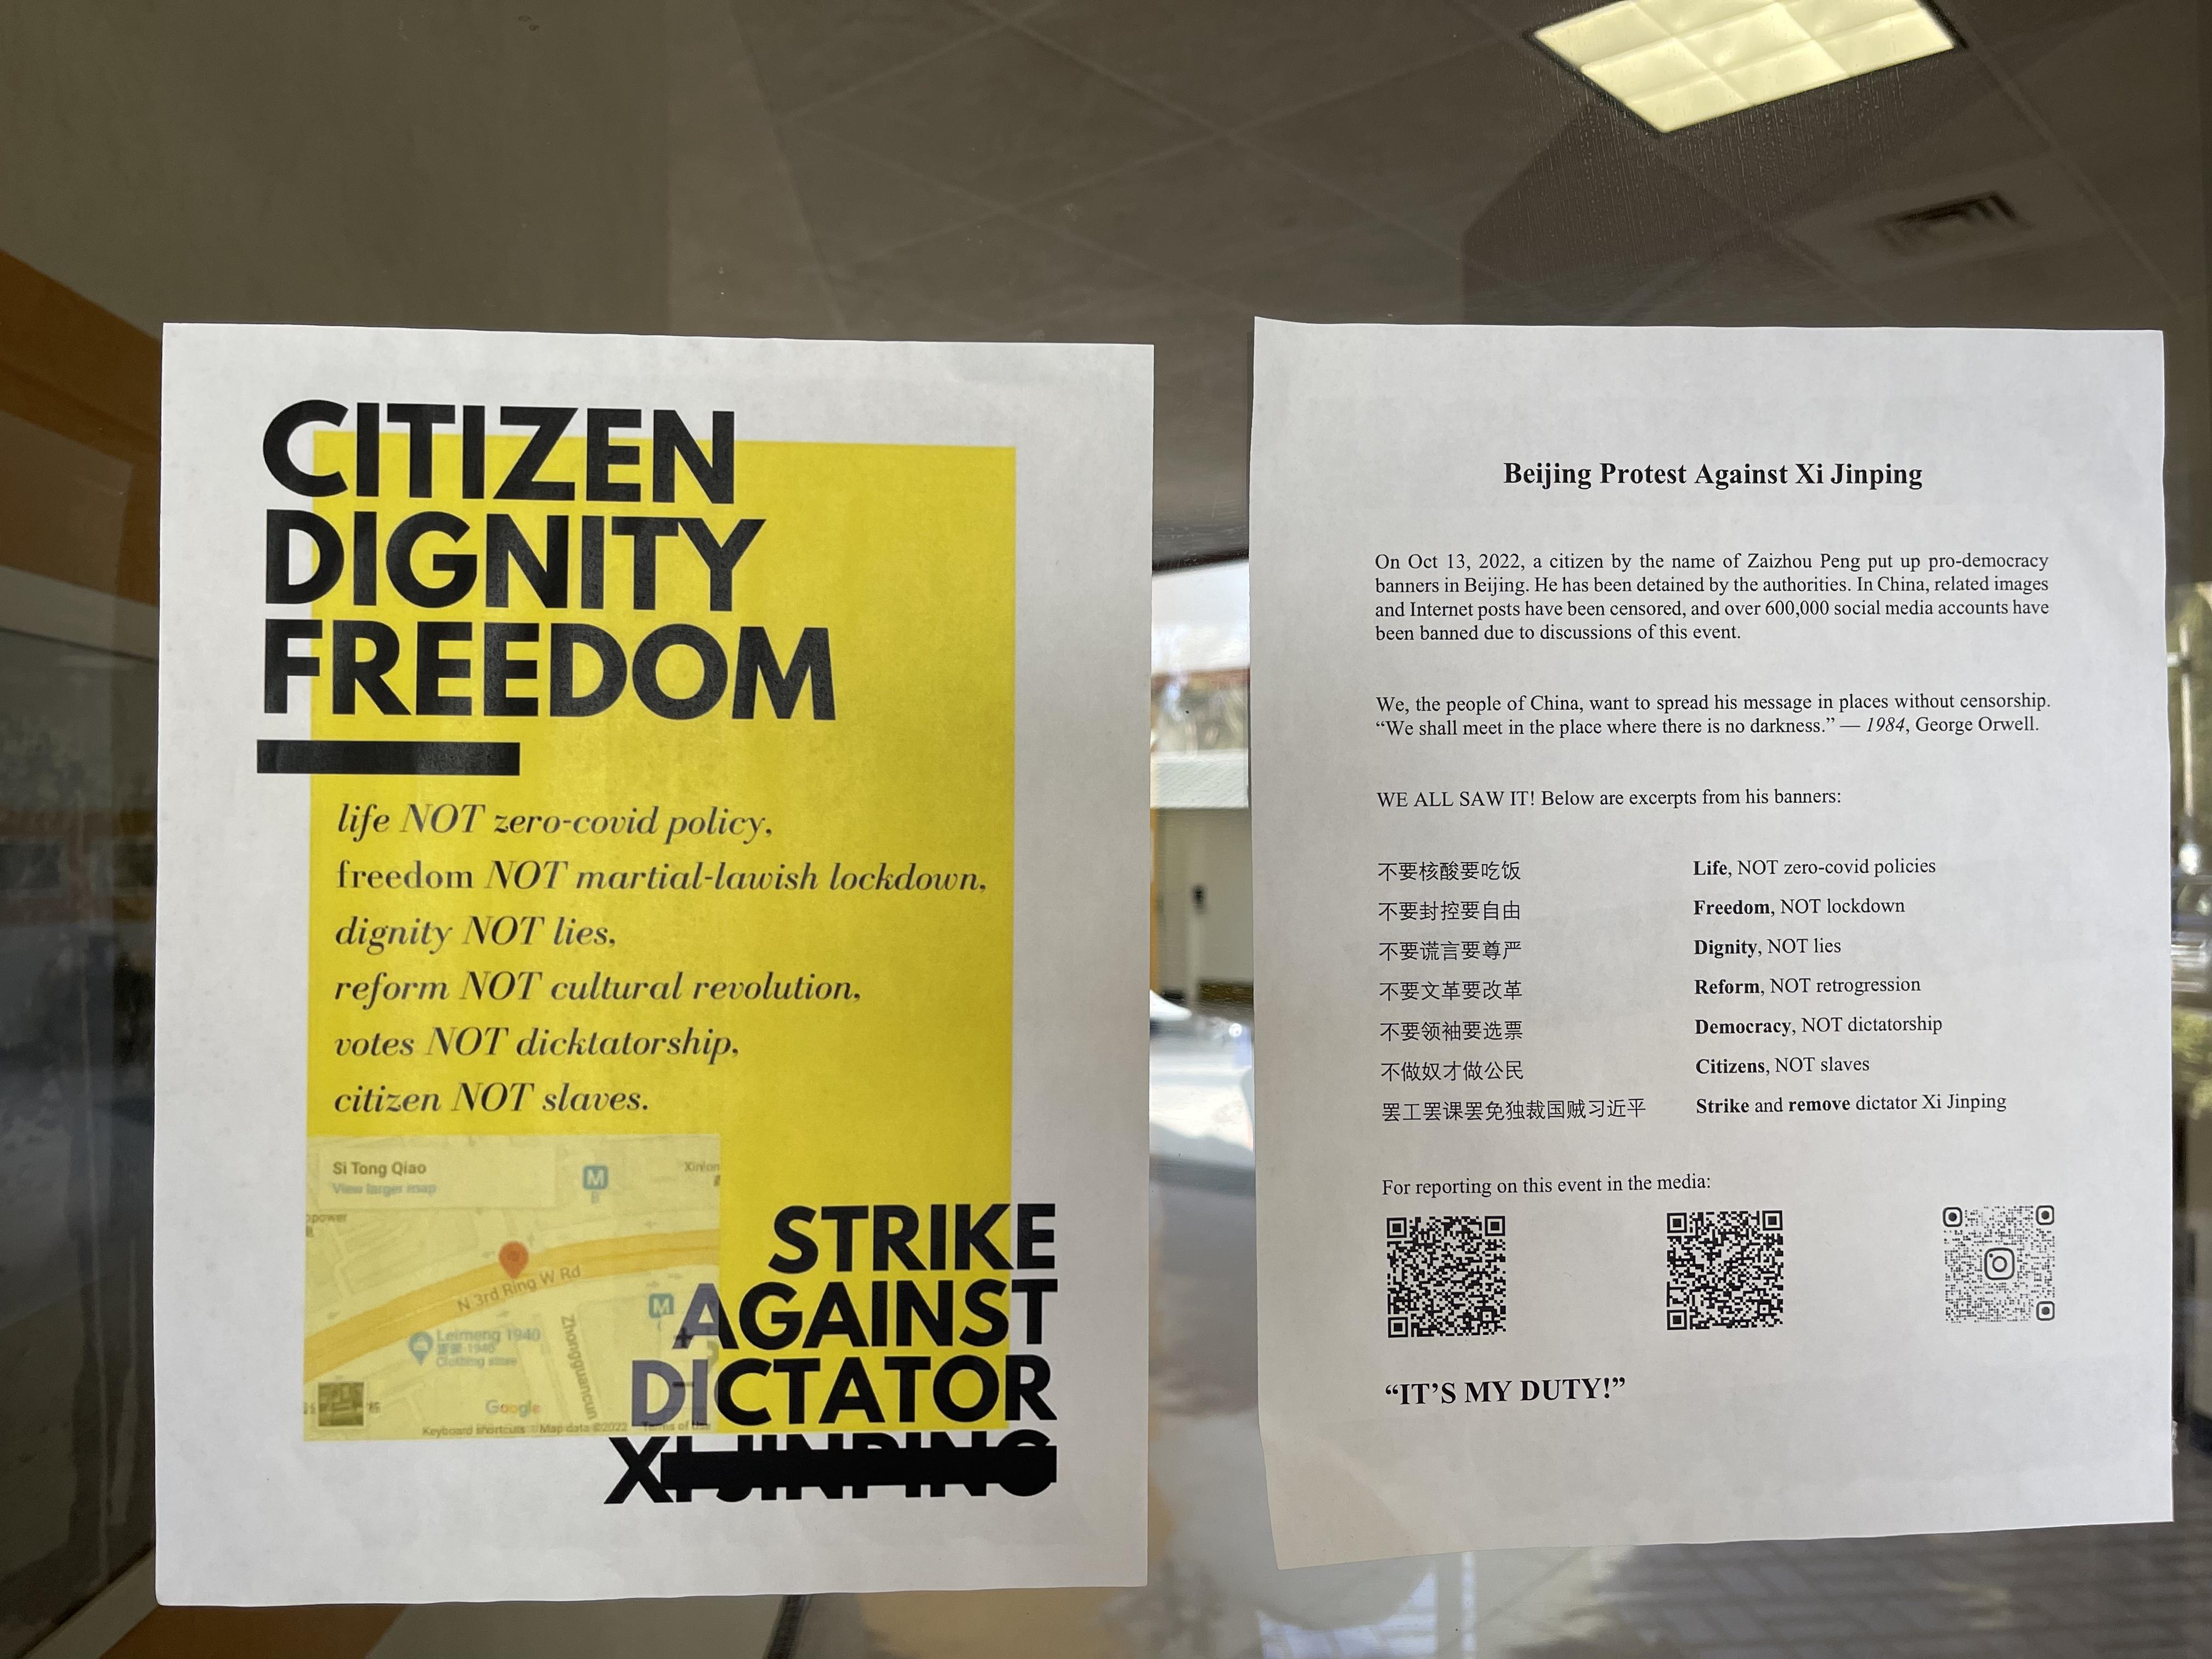 CITIZEN
DIGNITY
FREEDOM
life NOT zero-covid policy,
freedom NOT martial-lawish lockdown,
dignity NOT lies,
reform NOT cultural revolution,
votes NOT dicktatorship,
citizen NOT slaves.
Si Tong Qiao
View larger map
M
N 3rd Ring W Rd
M
Leimeng 1940
Clothing store
Zhongguancun
Google
Keyboard shortcuts Map data ©2022 Terms of Use
STRIKE
AGAINST
DICTATOR
XI JINPING
Beijing Protest Against Xi Jinping
On Oct 13, 2022, a citizen by the name of Zaizhou Peng put up pro-democracy
banners in Beijing. He has been detained by the authorities. In China, related images
and Internet posts have been censored, and over 600,000 social media accounts have
been banned due to discussions of this event.
We, the people of China, want to spread his message in places without censorship.
“We shall meet in the place where there is no darkness.” — 1984, George Orwell.
WE ALL SAW IT! Below are excerpts from his banners:
不要核酸要吃饭 Life, NOT zero-covid policies
不要封控要自由 Freedom, NOT lockdown
不要谎言要尊严 Dignity, NOT lies
不要文革要改革 Reform, NOT retrogression
不要领袖要选票 Democracy, NOT dictatorship
不做奴才做公民 Citizens, NOT slaves
罢工罢课罢免独裁国贼习近平 Strike and remove dictator Xi Jinping
For reporting on this event in the media:
“IT’S MY DUTY!”